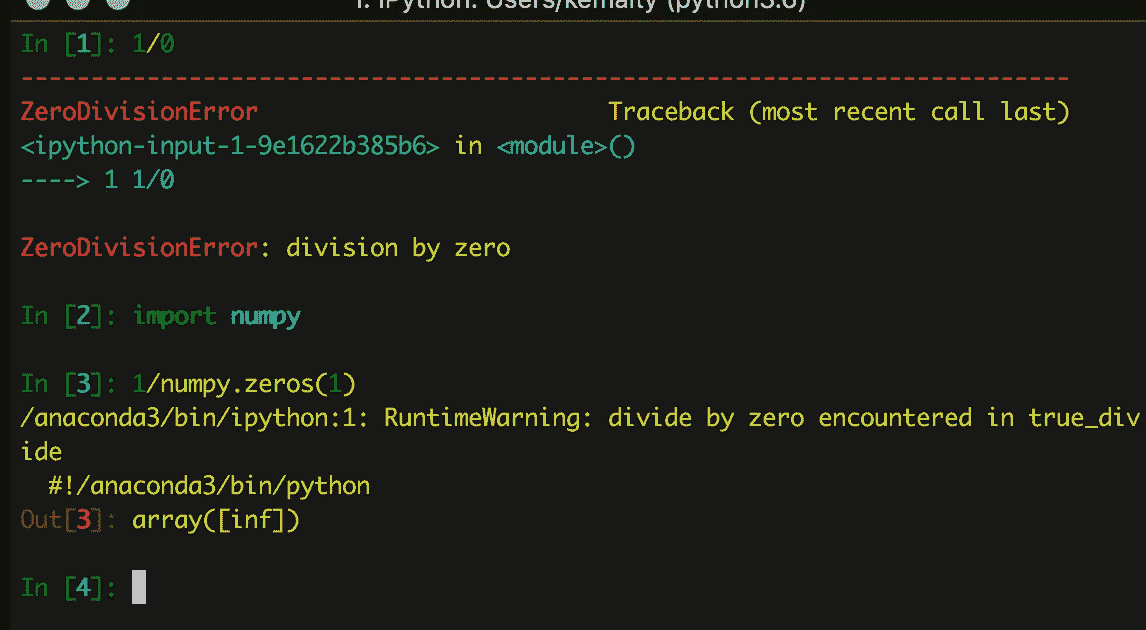 1. IPython: Users/kemalty (python3.6)
In [1]: 1/0
---------------------------------------------------------------------------
ZeroDivisionError                         Traceback (most recent call last)
<ipython-input-1-9e1622b385b6> in <module>()
----> 1 1/0
ZeroDivisionError: division by zero
In [2]: import numpy
In [3]: 1/numpy.zeros(1)
/anaconda3/bin/ipython:1: RuntimeWarning: divide by zero encountered in true_div
ide
  #!/anaconda3/bin/python
Out[3]: array([inf])
In [4]: